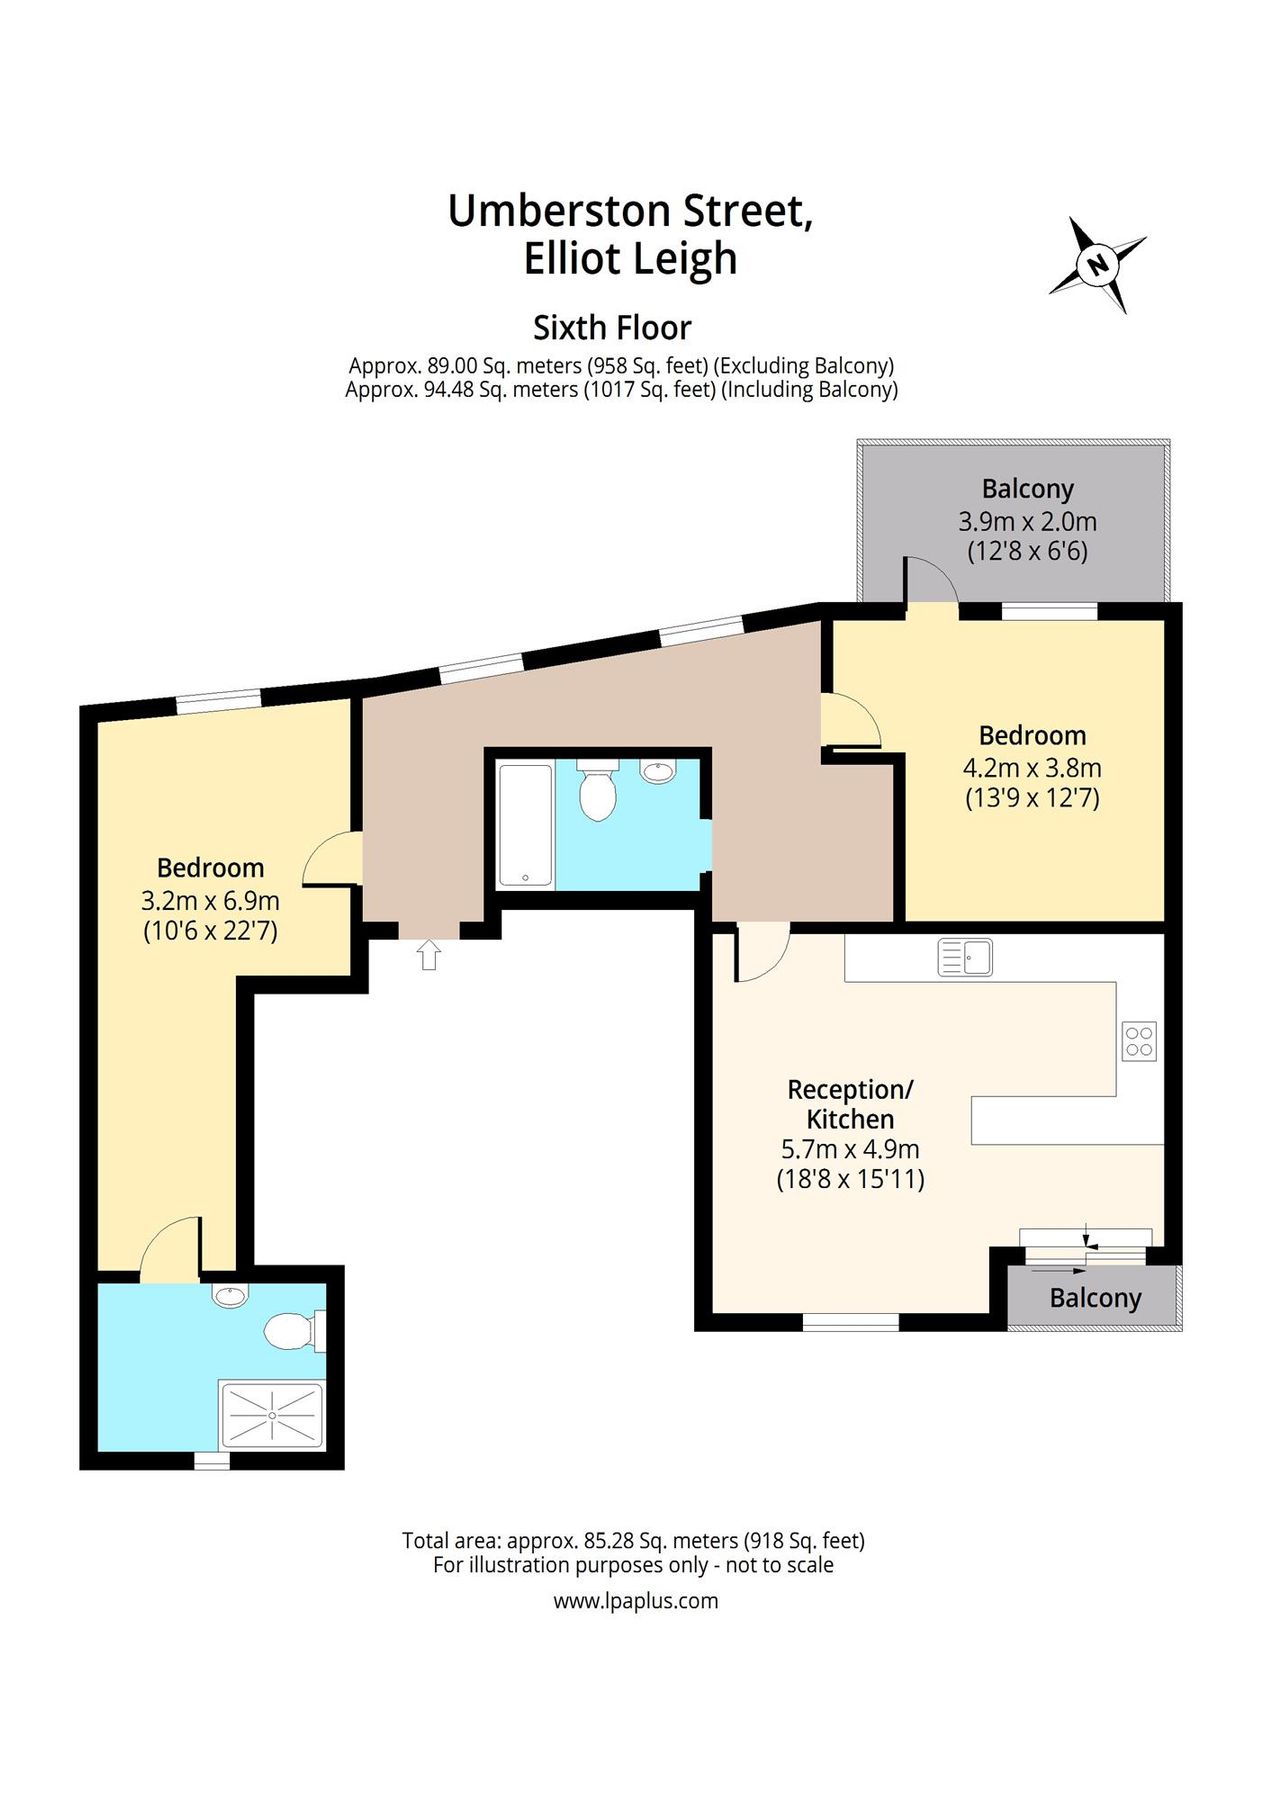 Umberston Street,
Elliot Leigh
N
Sixth Floor
Approx. 89.00 Sq. meters (958 Sq. feet) (Excluding Balcony)
Approx. 94.48 Sq. meters (1017 Sq. feet) (Including Balcony)
Balcony
3.9m x 2.0m
(12'8 x 6'6)
Bedroom
4.2m x 3.8m
(13'9 x 12'7)
Bedroom
3.2m x 6.9m
(10'6 x 22'7)
Reception/
Kitchen
5.7m x 4.9m
(18'8 x 15'11)
Balcony
Total area: approx. 85.28 Sq. meters (918 Sq. feet)
For illustration purposes only - not to scale
www.lpaplus.com